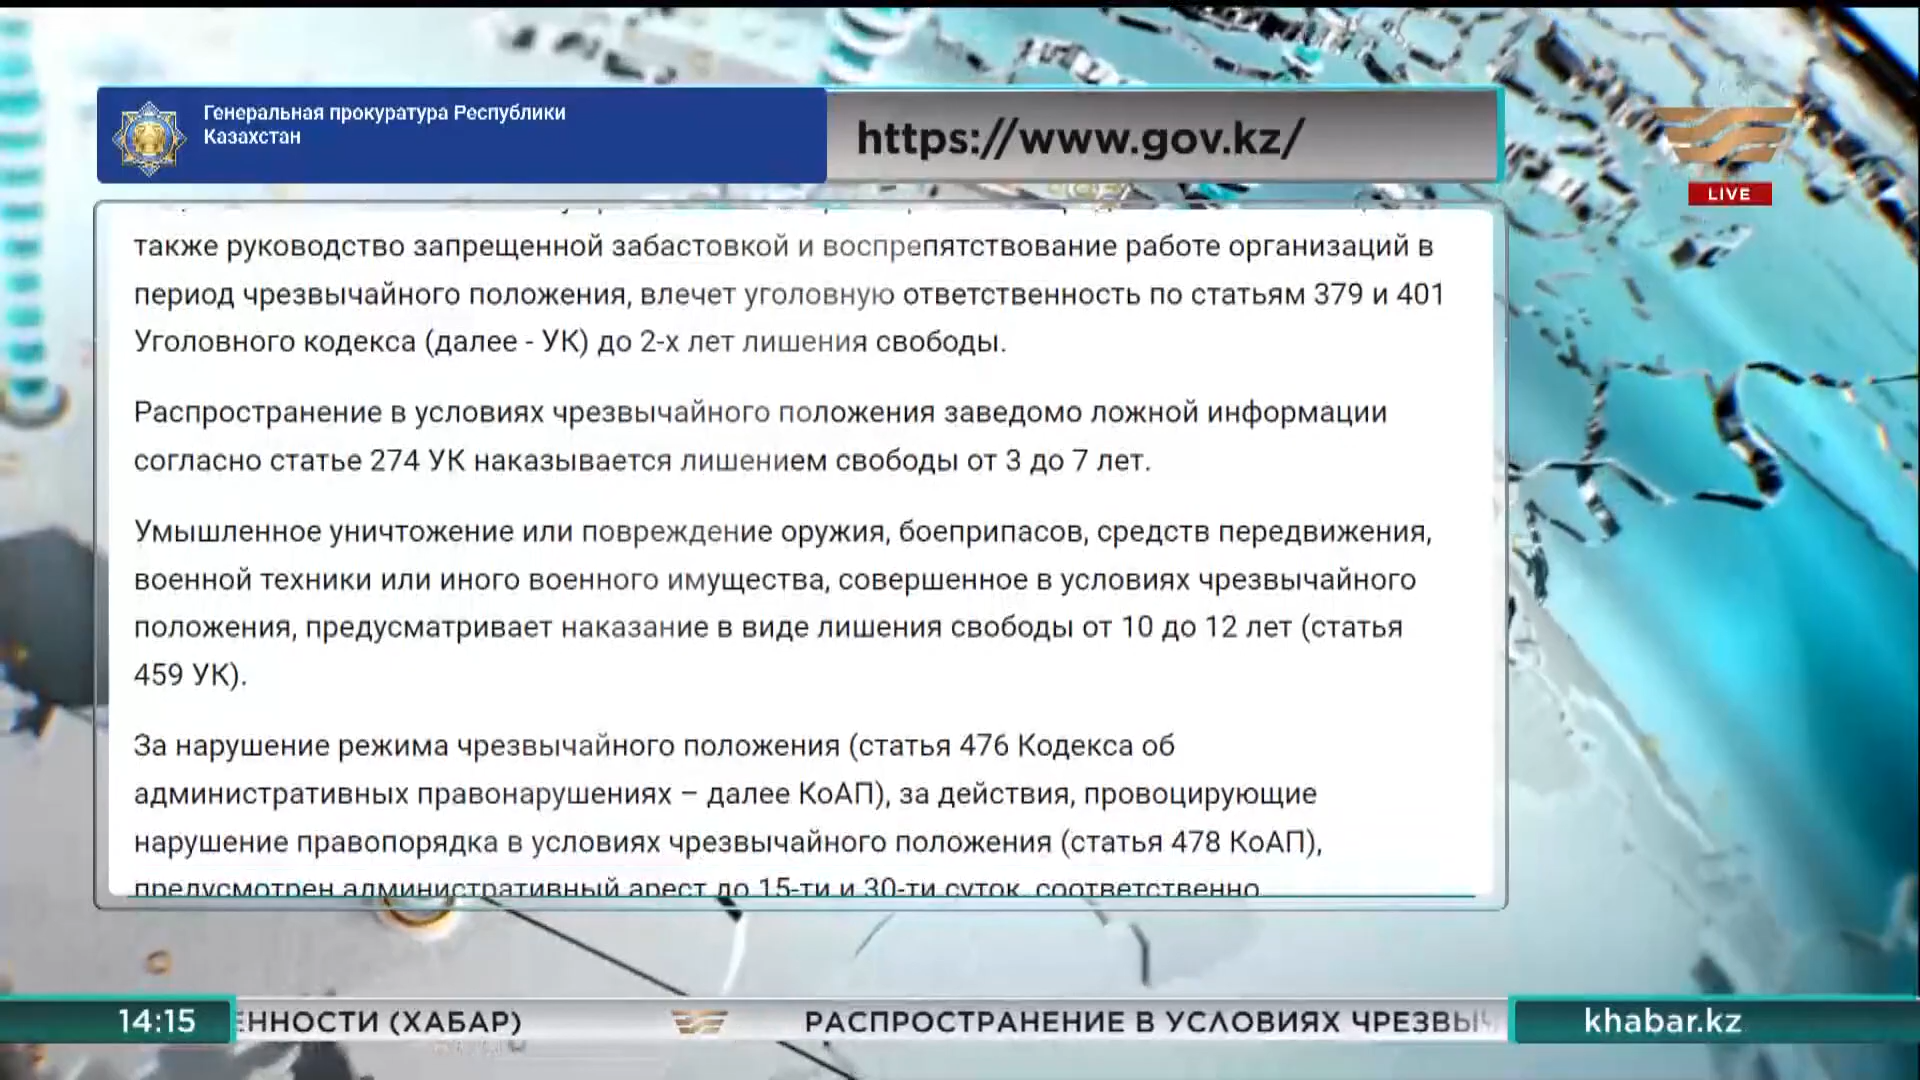 Генеральная прокуратура Республики
Казахстан
https://www.gov.kz/
LIVE
также руководство запрещенной забастовкой и воспрепятствование работе организаций в
период чрезвычайного положения, влечет уголовную ответственность по статьям 379 и 401
Уголовного кодекса (далее - УК) до 2-х лет лишения свободы.
Распространение в условиях чрезвычайного положения заведомо ложной информации
согласно статье 274 УК наказывается лишением свободы от 3 до 7 лет.
Умышленное уничтожение или повреждение оружия, боеприпасов, средств передвижения,
военной техники или иного военного имущества, совершенное в условиях чрезвычайного
положения, предусматривает наказание в виде лишения свободы от 10 до 12 лет (статья
459 УК).
За нарушение режима чрезвычайного положения (статья 476 Кодекса об
административных правонарушениях – далее КоАП), за действия, провоцирующие
нарушение правопорядка в условиях чрезвычайного положения (статья 478 КоАП),
предусмотрен административный арест до 15-ти и 30-ти суток, соответственно
14:15
ЕННОСТИ (ХАБАР) РАСПРОСТРАНЕНИЕ В УСЛОВИЯХ ЧРЕЗВЫЧ
khabar.kz